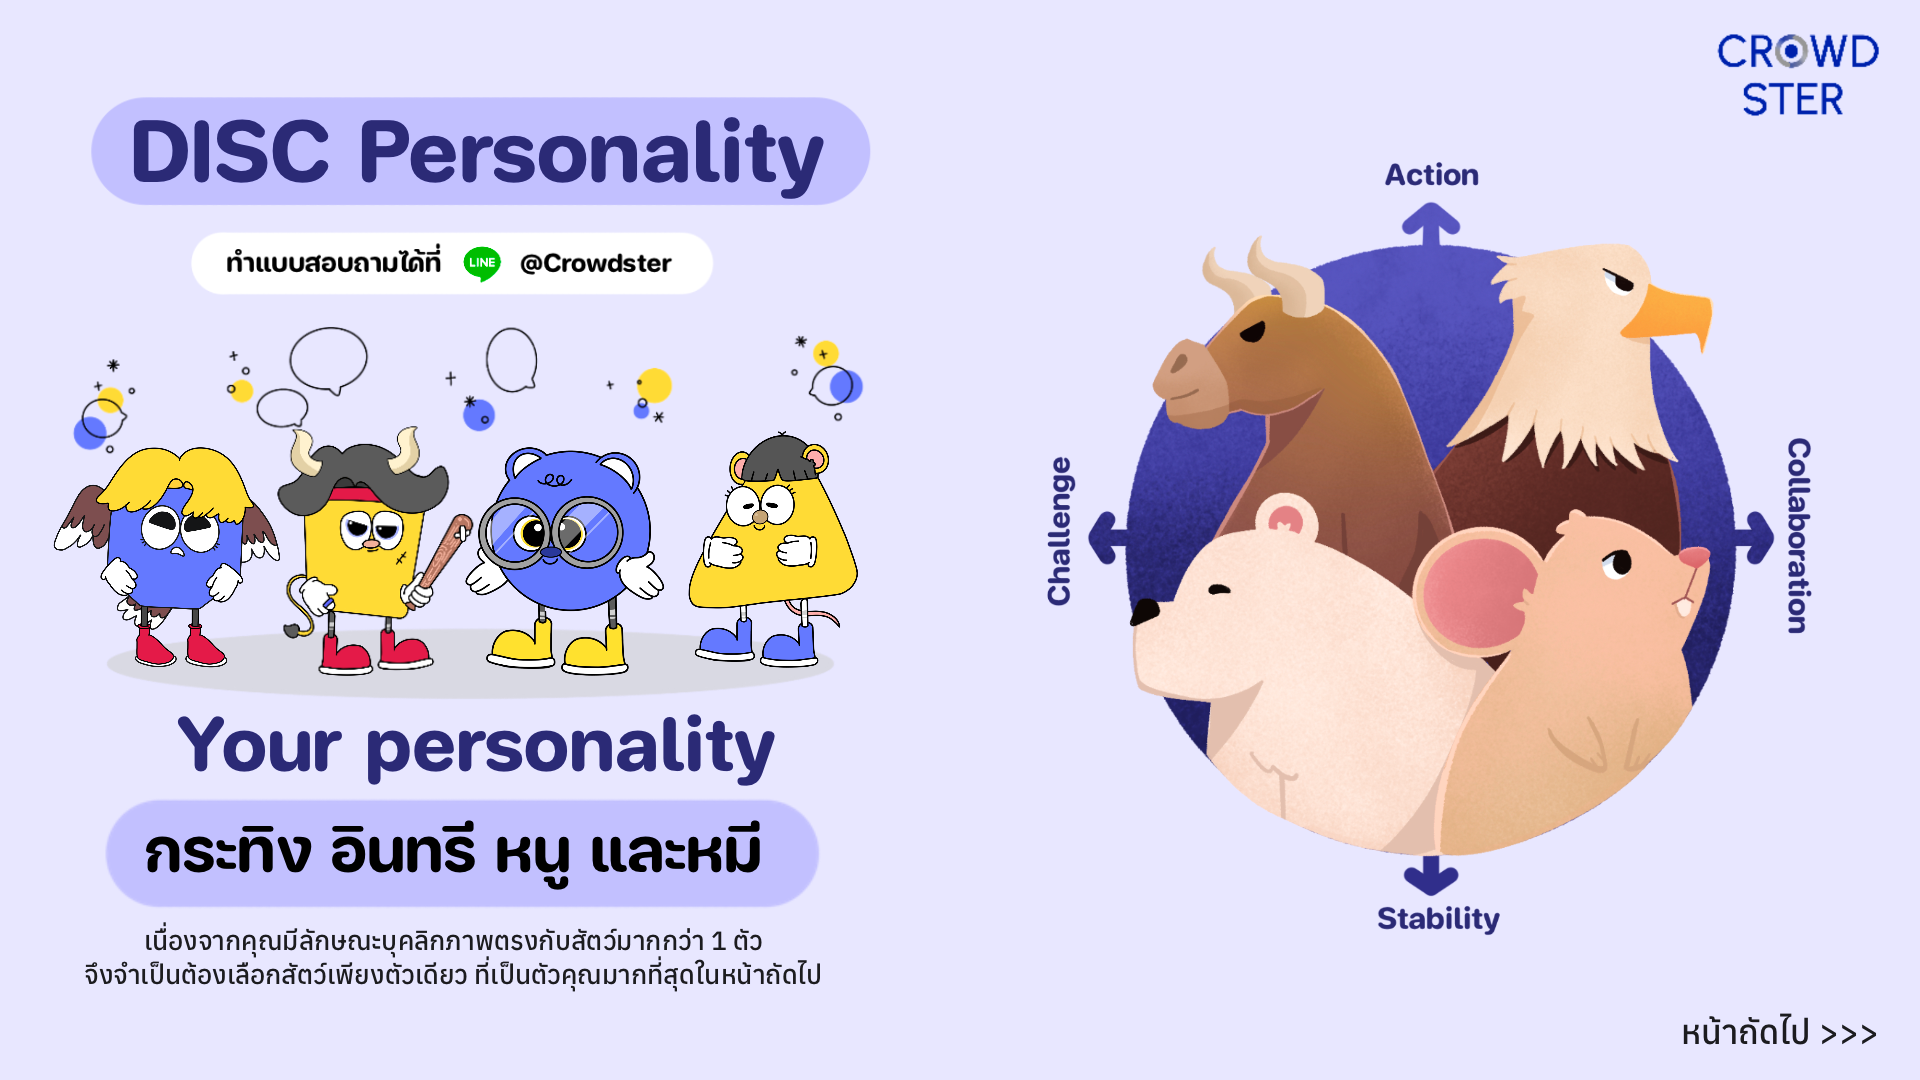 CROWD
STER
DISC Personality
ทำแบบสอบถามได้ที่ LINE @Crowdster
Your personality
กระทิง อินทรี หนู และหมี
เนื่องจากคุณมีลักษณะบุคลิกภาพตรงกับสัตว์มากกว่า 1 ตัว
จึงจำเป็นต้องเลือกสัตว์เพียงตัวเดียว ที่เป็นตัวคุณมากที่สุดในหน้าถัดไป
Action
Challenge
Collaboration
Stability
หน้าถัดไป >>>